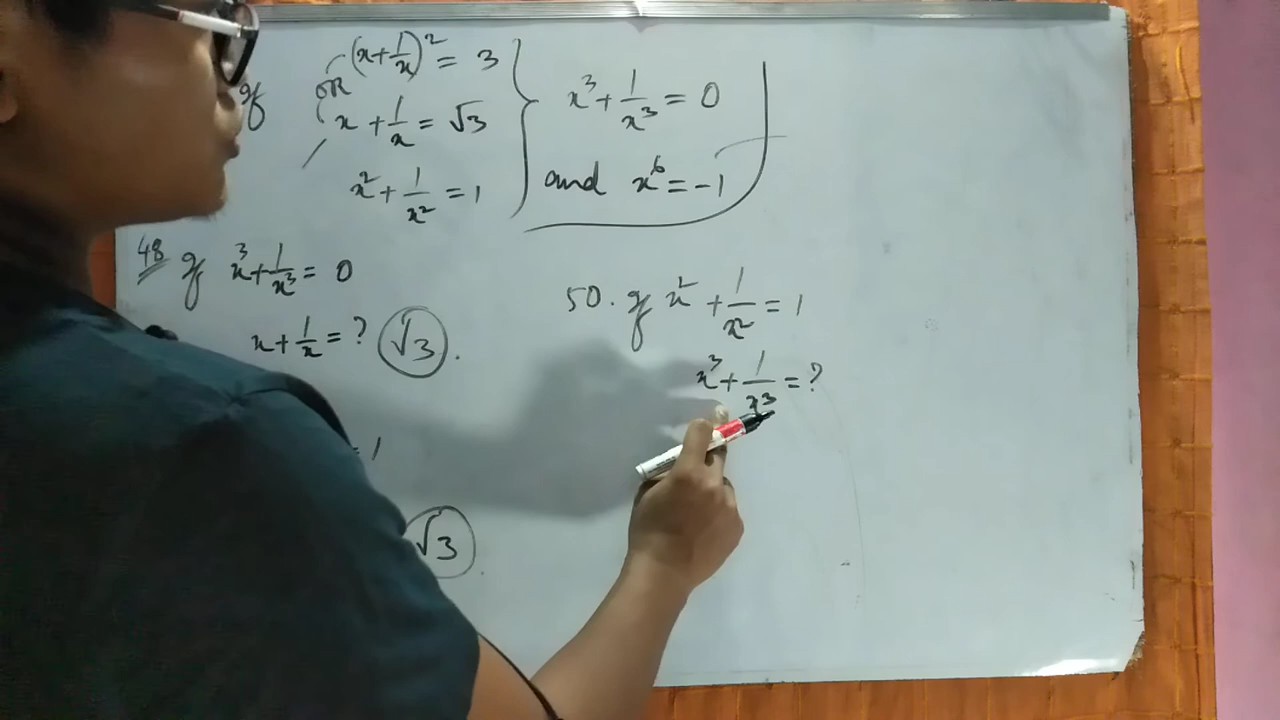 If (x+1/x)² = 3
OR
x + 1/x = √3
x² + 1/x² = 1
x³ + 1/x³ = 0
and x⁶ = -1
48 If x³+1/x³ = 0
x+1/x = ? √3.
= 1
√3
50. If x² + 1/x² = 1
x³ + 1/x³ = ?